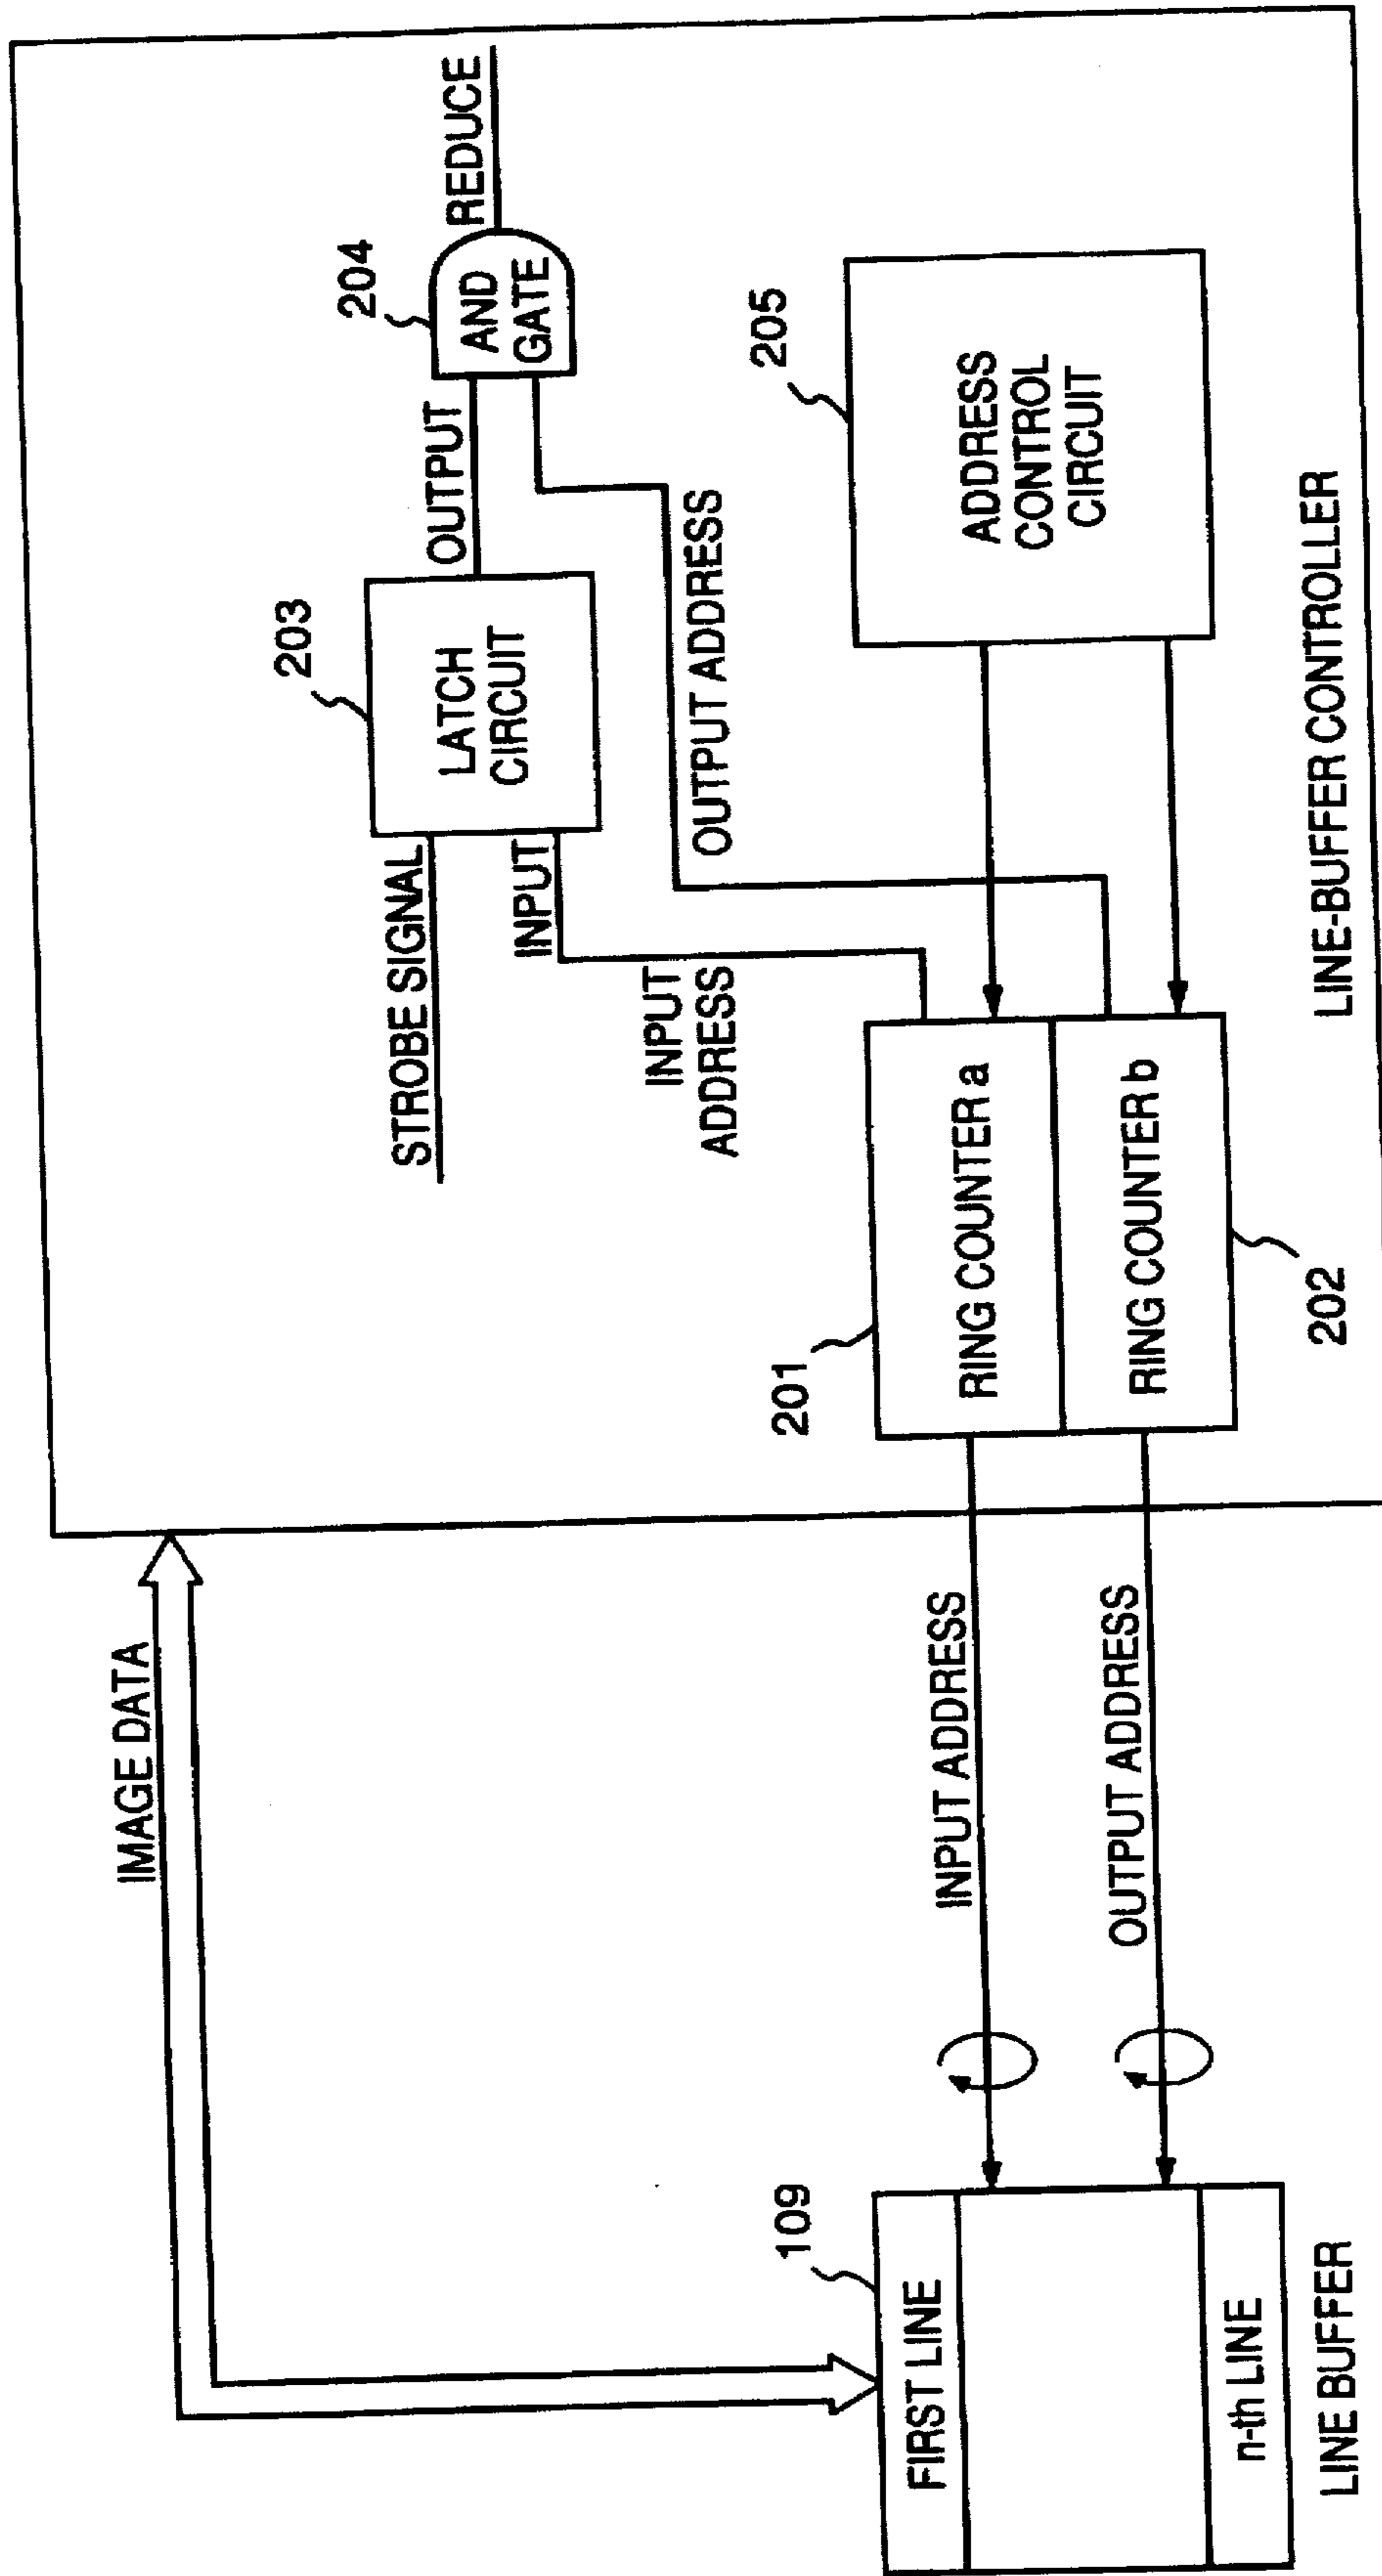 IMAGE DATA
STROBE SIGNAL
INPUT
203
LATCH
CIRCUIT
OUTPUT
204
AND
GATE
REDUCE
INPUT
ADDRESS
OUTPUT ADDRESS
205
ADDRESS
CONTROL
CIRCUIT
109
FIRST LINE
n-th LINE
LINE BUFFER
INPUT ADDRESS
OUTPUT ADDRESS
201
RING COUNTER a
RING COUNTER b
202
LINE-BUFFER CONTROLLER